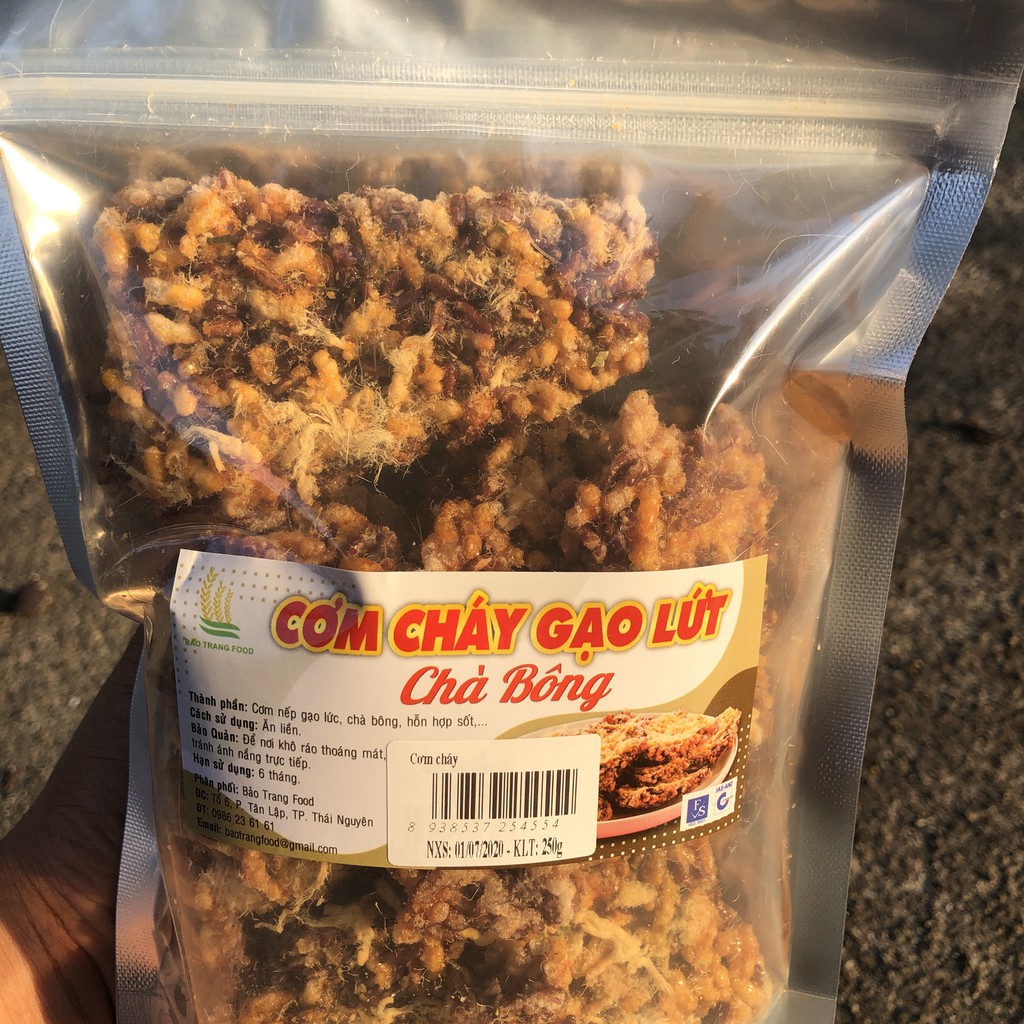 BẢO TRANG FOOD
CƠM CHÁY GẠO LỨT
Chà Bông
Thành phần: Cơm nếp gạo lức, chà bông, hỗn hợp sốt,...
Cách sử dụng: Ăn liền.
Bảo Quản: Để nơi khô ráo thoáng mát,
tránh ánh nắng trực tiếp.
Hạn sử dụng: 6 tháng.
Phân phối: Bảo Trang Food
ĐC: Tổ 6, P. Tân Lập, TP. Thái Nguyên
ĐT: 0986 23 61 61
Email: baotrangfood@gmail.com
Cơm cháy
8 938537 254554
NXS: 01/07/2020 - KLT: 250g